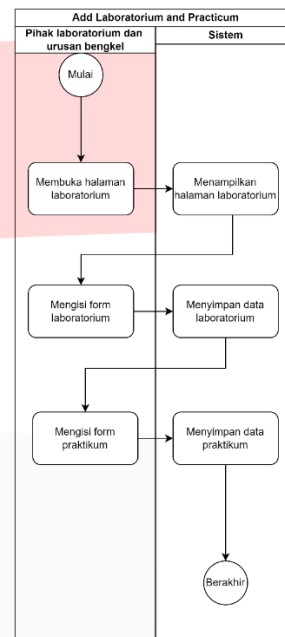 Add Laboratorium and Practicum
Pihak laboratorium dan
urusan bengkel
Sistem
Mulai
Membuka halaman
laboratorium
Menampilkan
halaman laboratorium
Mengisi form
laboratorium
Menyimpan data
laboratorium
Mengisi form
praktikum
Menyimpan data
praktikum
Berakhir